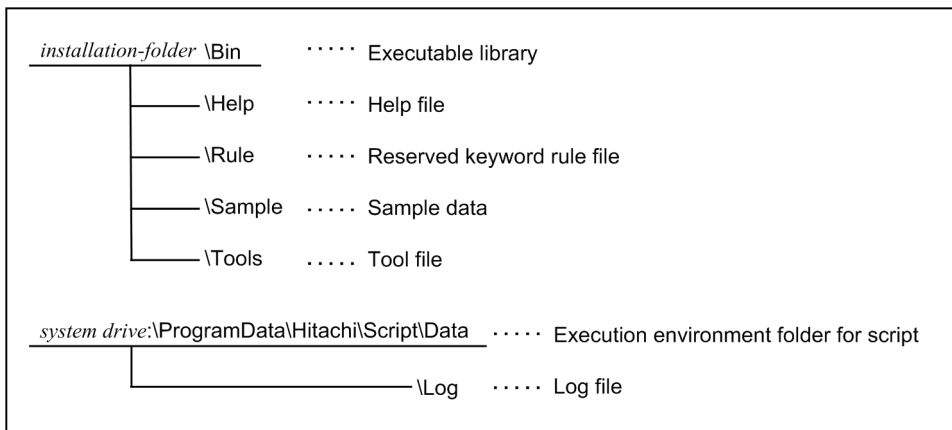 installation-folder \Bin ····· Executable library
\Help ····· Help file
\Rule ····· Reserved keyword rule file
\Sample ..... Sample data
\Tools ..... Tool file
system drive:\ProgramData\Hitachi\Script\Data ····· Execution environment folder for script
\Log ····· Log file